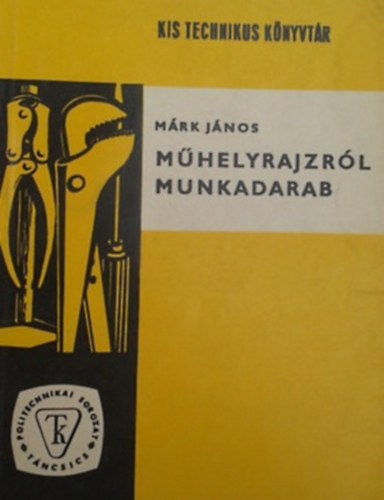 KIS TECHNIKUS KÖNYVTÁR
MÁRK JÁNOS
MŰHELYRAJZRÓL
MUNKADARAB
POLITECHNIKAI SOROZAT
TK
TÁNCSICS